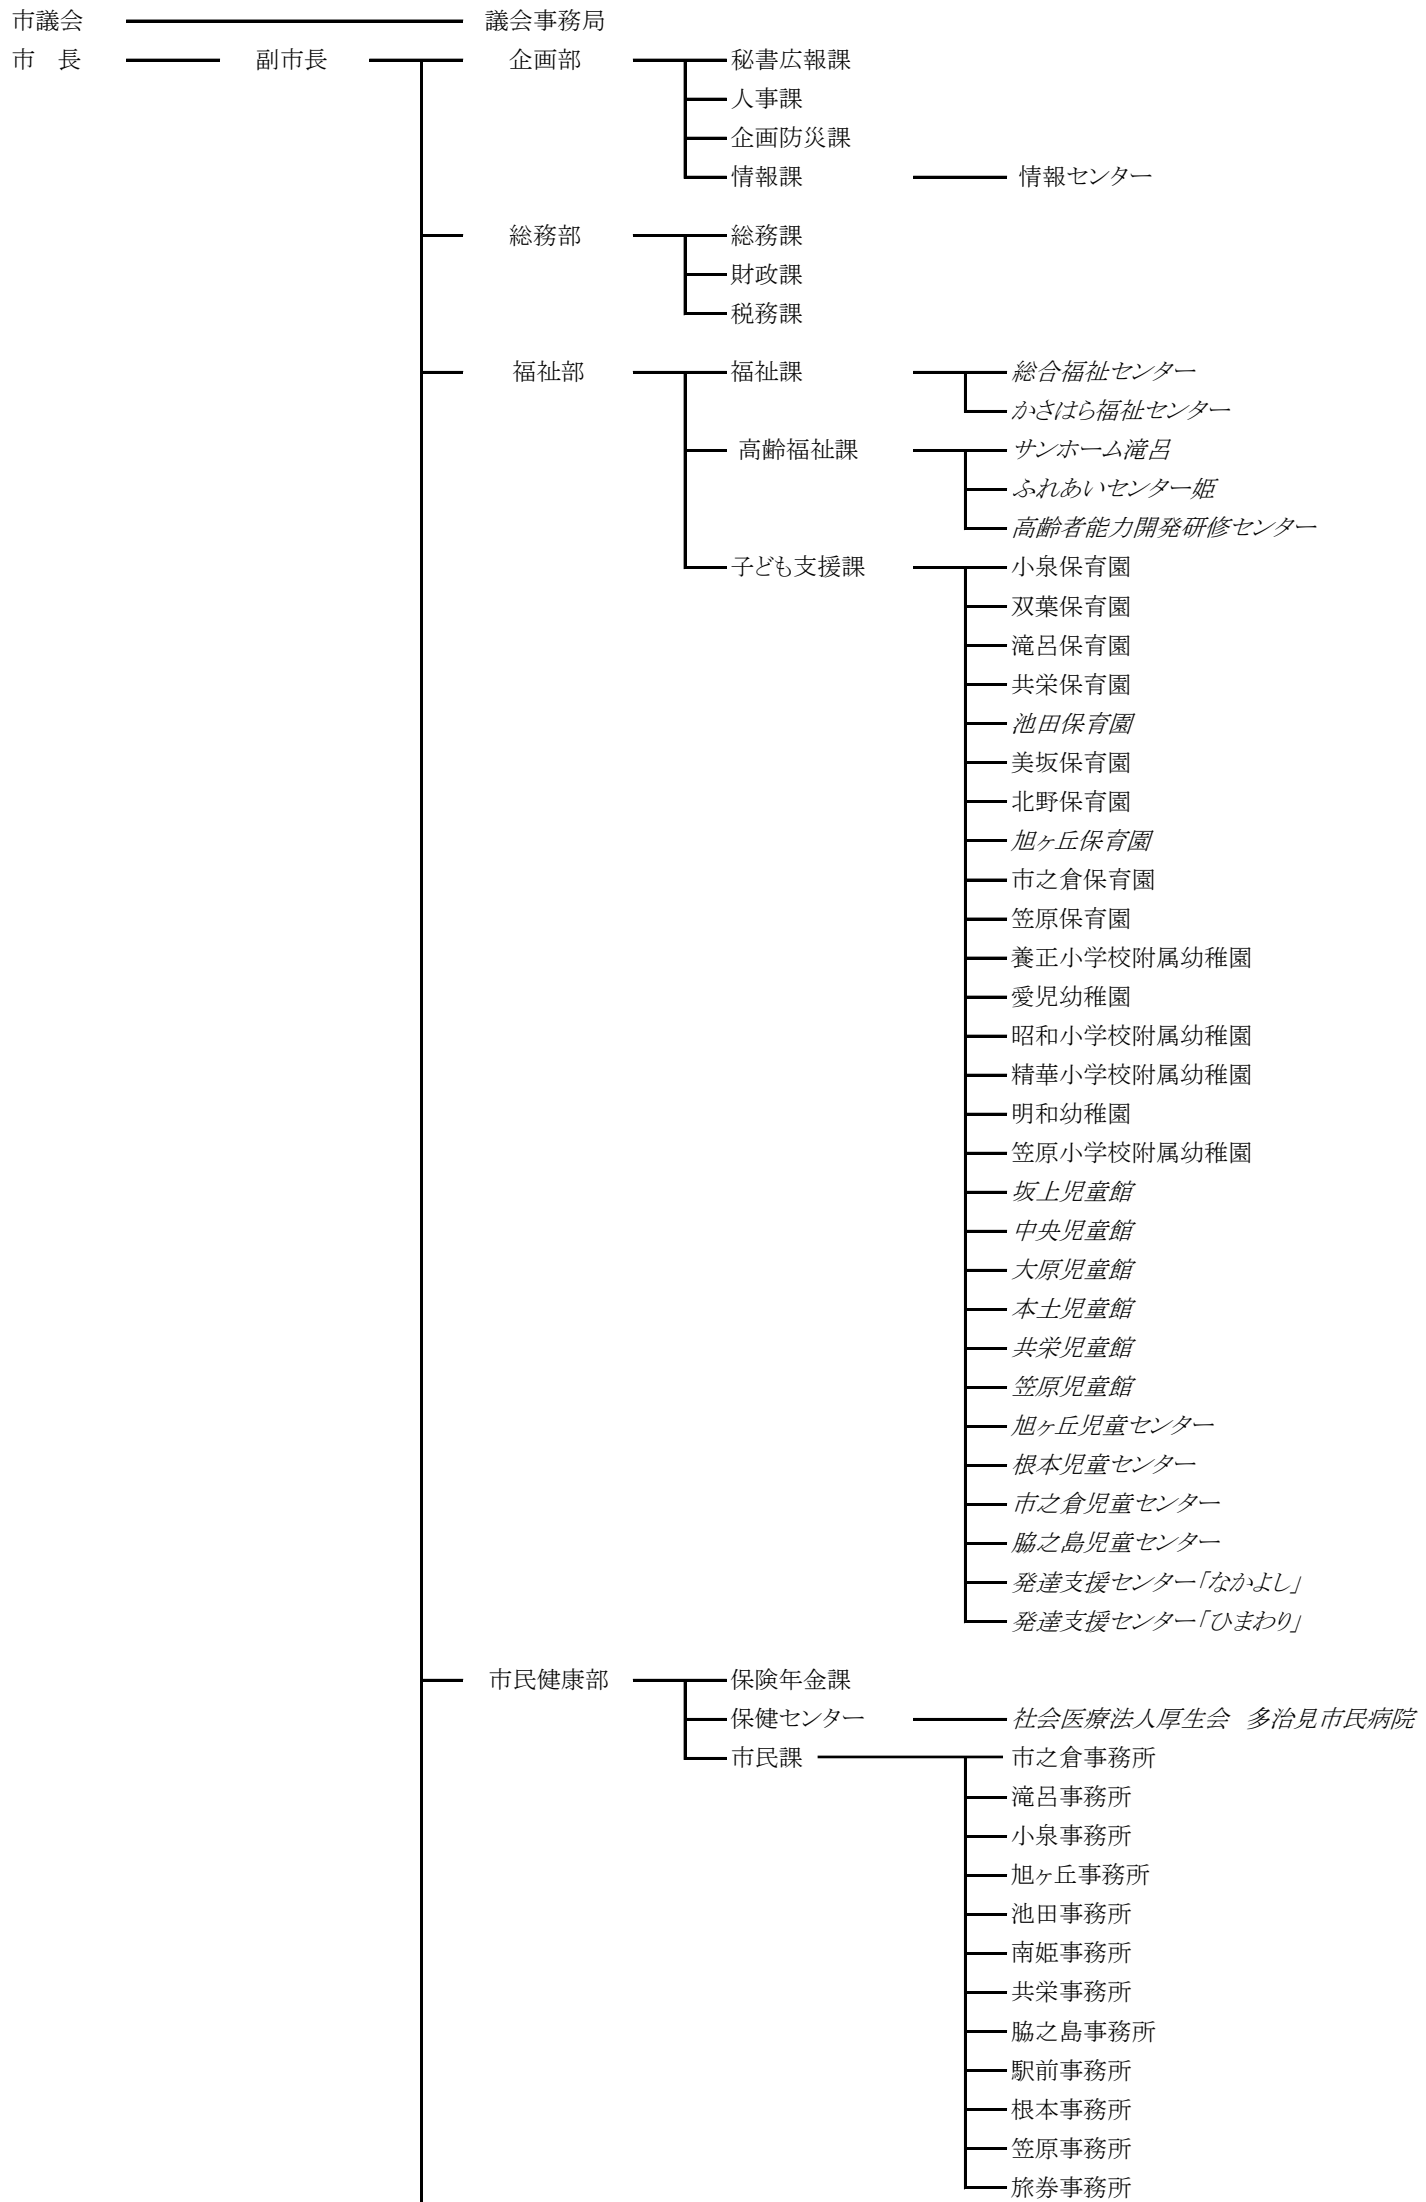 市議会 議会事務局
市　長 副市長 企画部 秘書広報課
人事課
企画防災課
情報課 情報センター
総務部 総務課
財政課
税務課
福祉部 福祉課 総合福祉センター
かさはら福祉センター
高齢福祉課 サンホーム滝呂
ふれあいセンター姫
高齢者能力開発研修センター
子ども支援課 小泉保育園
双葉保育園
滝呂保育園
共栄保育園
池田保育園
美坂保育園
北野保育園
旭ヶ丘保育園
市之倉保育園
笠原保育園
養正小学校附属幼稚園
愛児幼稚園
昭和小学校附属幼稚園
精華小学校附属幼稚園
明和幼稚園
笠原小学校附属幼稚園
坂上児童館
中央児童館
大原児童館
本土児童館
共栄児童館
笠原児童館
旭ヶ丘児童センター
根本児童センター
市之倉児童センター
脇之島児童センター
発達支援センター「なかよし」
発達支援センター「ひまわり」
市民健康部 保険年金課
保健センター 社会医療法人厚生会　多治見市民病院
市民課 市之倉事務所
滝呂事務所
小泉事務所
旭ヶ丘事務所
池田事務所
南姫事務所
共栄事務所
脇之島事務所
駅前事務所
根本事務所
笠原事務所
旅券事務所